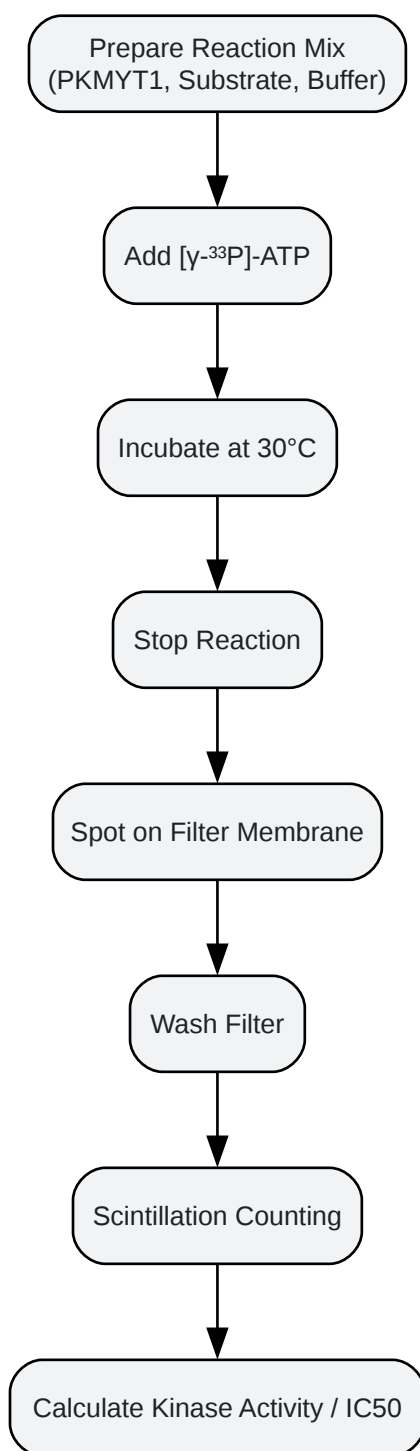 Prepare Reaction Mix
(PKMYT1, Substrate, Buffer)
Add [γ-³³P]-ATP
Incubate at 30°C
Stop Reaction
Spot on Filter Membrane
Wash Filter
Scintillation Counting
Calculate Kinase Activity / IC50